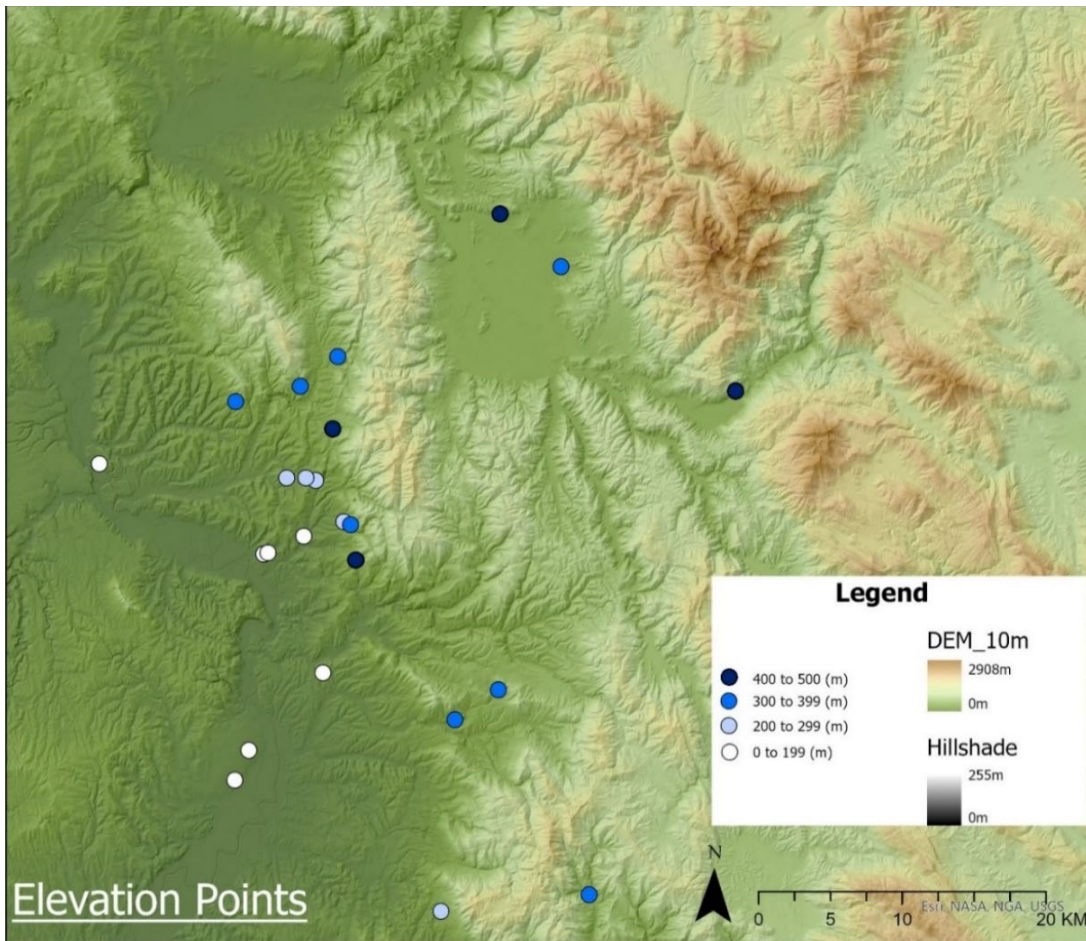 Legend
400 to 500 (m)
300 to 399 (m)
200 to 299 (m)
0 to 199 (m)
DEM_10m
2908m
0m
Hillshade
255m
0m
Elevation Points
N
0 5 10 20 KM
Esri, NASA, NGA, USGS